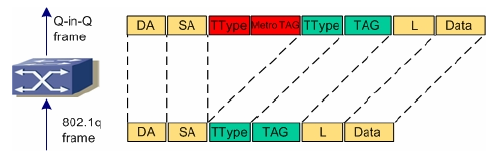 Q-in-Q
frame
DA SA TType Metro TAG TType TAG L Data
802.1q
frame
DA SA TType TAG L Data